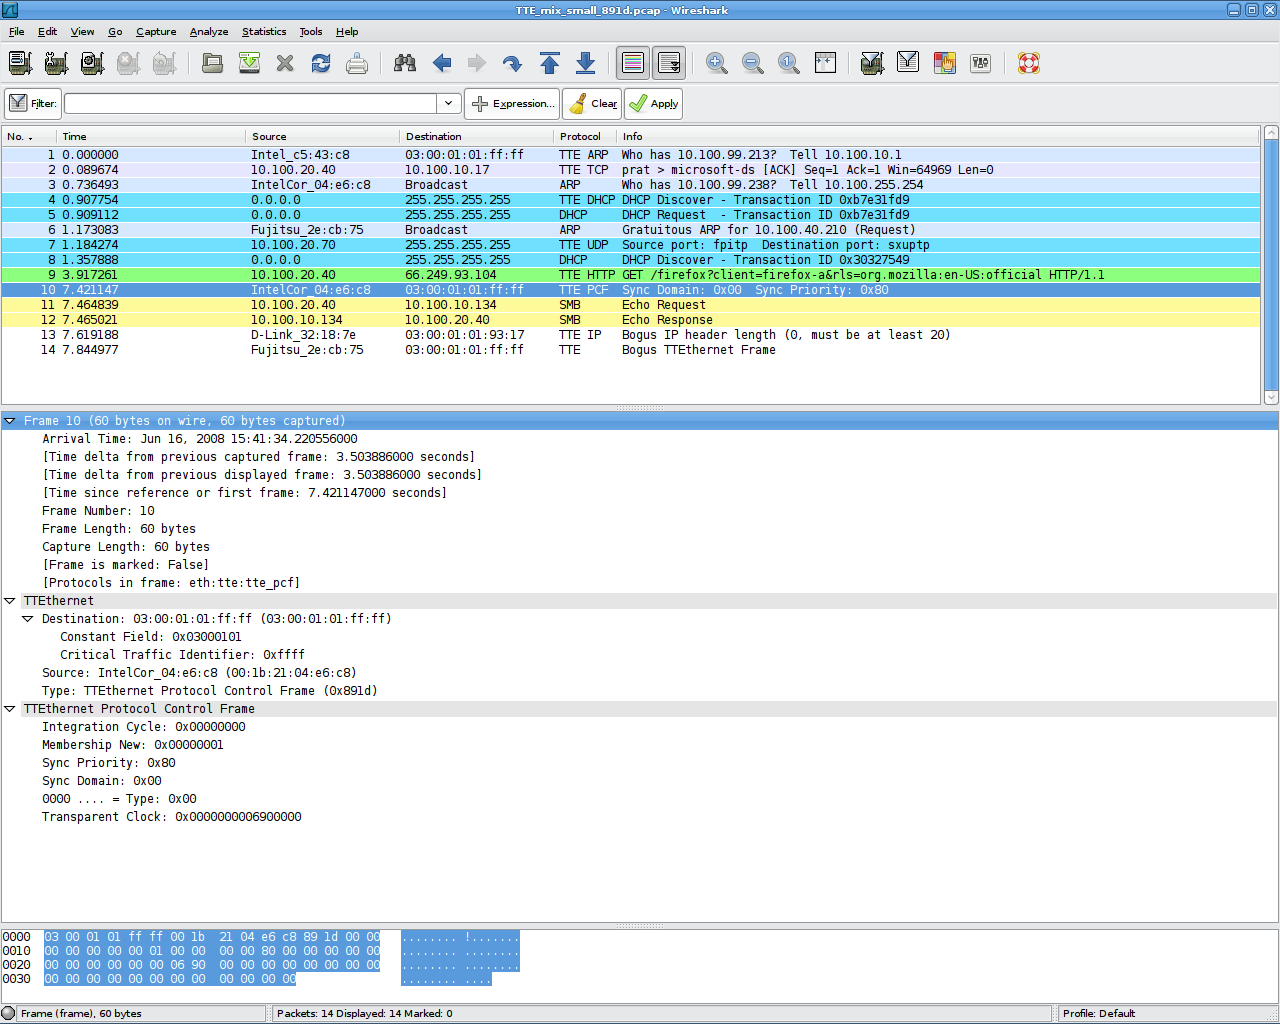 TTE_mix_small_891d.pcap - Wireshark
File Edit View Go Capture Analyze Statistics Tools Help
Filter: Expression... Clear Apply
No. Time Source Destination Protocol Info
1 0.000000 Intel_c5:43:c8 03:00:01:01:ff:ff TTE ARP Who has 10.100.99.213? Tell 10.100.10.1
2 0.089674 10.100.20.40 10.100.10.17 TTE TCP prat > microsoft-ds [ACK] Seq=1 Ack=1 Win=64969 Len=0
3 0.736493 IntelCor_04:e6:c8 Broadcast ARP Who has 10.100.99.238? Tell 10.100.255.254
4 0.907754 0.0.0.0 255.255.255.255 TTE DHCP DHCP Discover - Transaction ID 0xb7e31fd9
5 0.909112 0.0.0.0 255.255.255.255 DHCP DHCP Request - Transaction ID 0xb7e31fd9
6 1.173083 Fujitsu_2e:cb:75 Broadcast ARP Gratuitous ARP for 10.100.40.210 (Request)
7 1.184274 10.100.20.70 255.255.255.255 TTE UDP Source port: fpitp Destination port: sxuptp
8 1.357888 0.0.0.0 255.255.255.255 DHCP DHCP Discover - Transaction ID 0x30327549
9 3.917261 10.100.20.40 66.249.93.104 TTE HTTP GET /firefox?client=firefox-a&rls=org.mozilla:en-US:official HTTP/1.1
10 7.421147 IntelCor_04:e6:c8 03:00:01:01:ff:ff TTE PCF Sync Domain: 0x00 Sync Priority: 0x80
11 7.464839 10.100.20.40 10.100.10.134 SMB Echo Request
12 7.465021 10.100.10.134 10.100.20.40 SMB Echo Response
13 7.619188 D-Link_32:18:7e 03:00:01:01:93:17 TTE IP Bogus IP header length (0, must be at least 20)
14 7.844977 Fujitsu_2e:cb:75 03:00:01:01:ff:ff TTE Bogus TTEthernet Frame
Frame 10 (60 bytes on wire, 60 bytes captured)
Arrival Time: Jun 16, 2008 15:41:34.220556000
[Time delta from previous captured frame: 3.503886000 seconds]
[Time delta from previous displayed frame: 3.503886000 seconds]
[Time since reference or first frame: 7.421147000 seconds]
Frame Number: 10
Frame Length: 60 bytes
Capture Length: 60 bytes
[Frame is marked: False]
[Protocols in frame: eth:tte:tte_pcf]
TTEthernet
Destination: 03:00:01:01:ff:ff (03:00:01:01:ff:ff)
Constant Field: 0x03000101
Critical Traffic Identifier: 0xffff
Source: IntelCor_04:e6:c8 (00:1b:21:04:e6:c8)
Type: TTEthernet Protocol Control Frame (0x891d)
TTEthernet Protocol Control Frame
Integration Cycle: 0x00000000
Membership New: 0x00000001
Sync Priority: 0x80
Sync Domain: 0x00
0000 .... = Type: 0x00
Transparent Clock: 0x0000000006900000
0000 03 00 01 01 ff ff 00 1b 21 04 e6 c8 89 1d 00 00 ........ !.......
0010 00 00 00 00 00 01 00 00 00 00 80 00 00 00 00 00 ........ ........
0020 00 00 00 00 00 00 06 90 00 00 00 00 00 00 00 00 ........ ........
0030 00 00 00 00 00 00 00 00 00 00 00 00 ........ ....
Frame (frame), 60 bytes Packets: 14 Displayed: 14 Marked: 0 Profile: Default